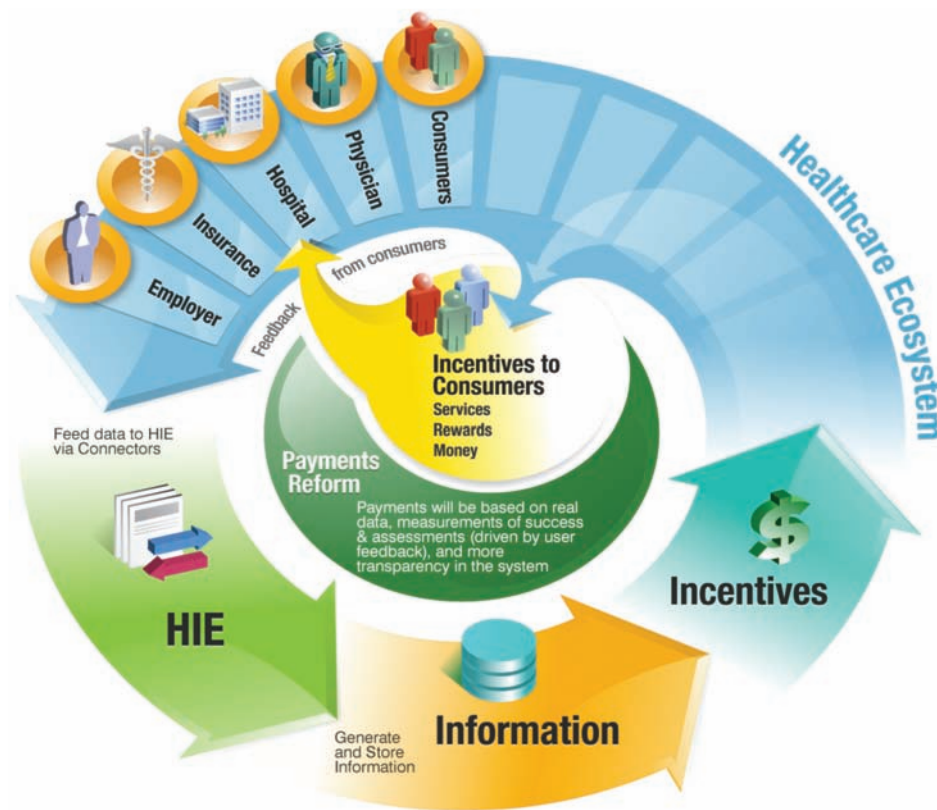 Consumers
Physician
Hospital
Insurance
Employer
Healthcare Ecosystem
from consumers
Feedback
Incentives to
Consumers
Services
Rewards
Money
Feed data to HIE
via Connectors
Payments
Reform
Payments will be based on real
data, measurements of success
& assessments (driven by user
feedback), and more
transparency in the system
$
Incentives
HIE
Information
Generate
and Store
Information